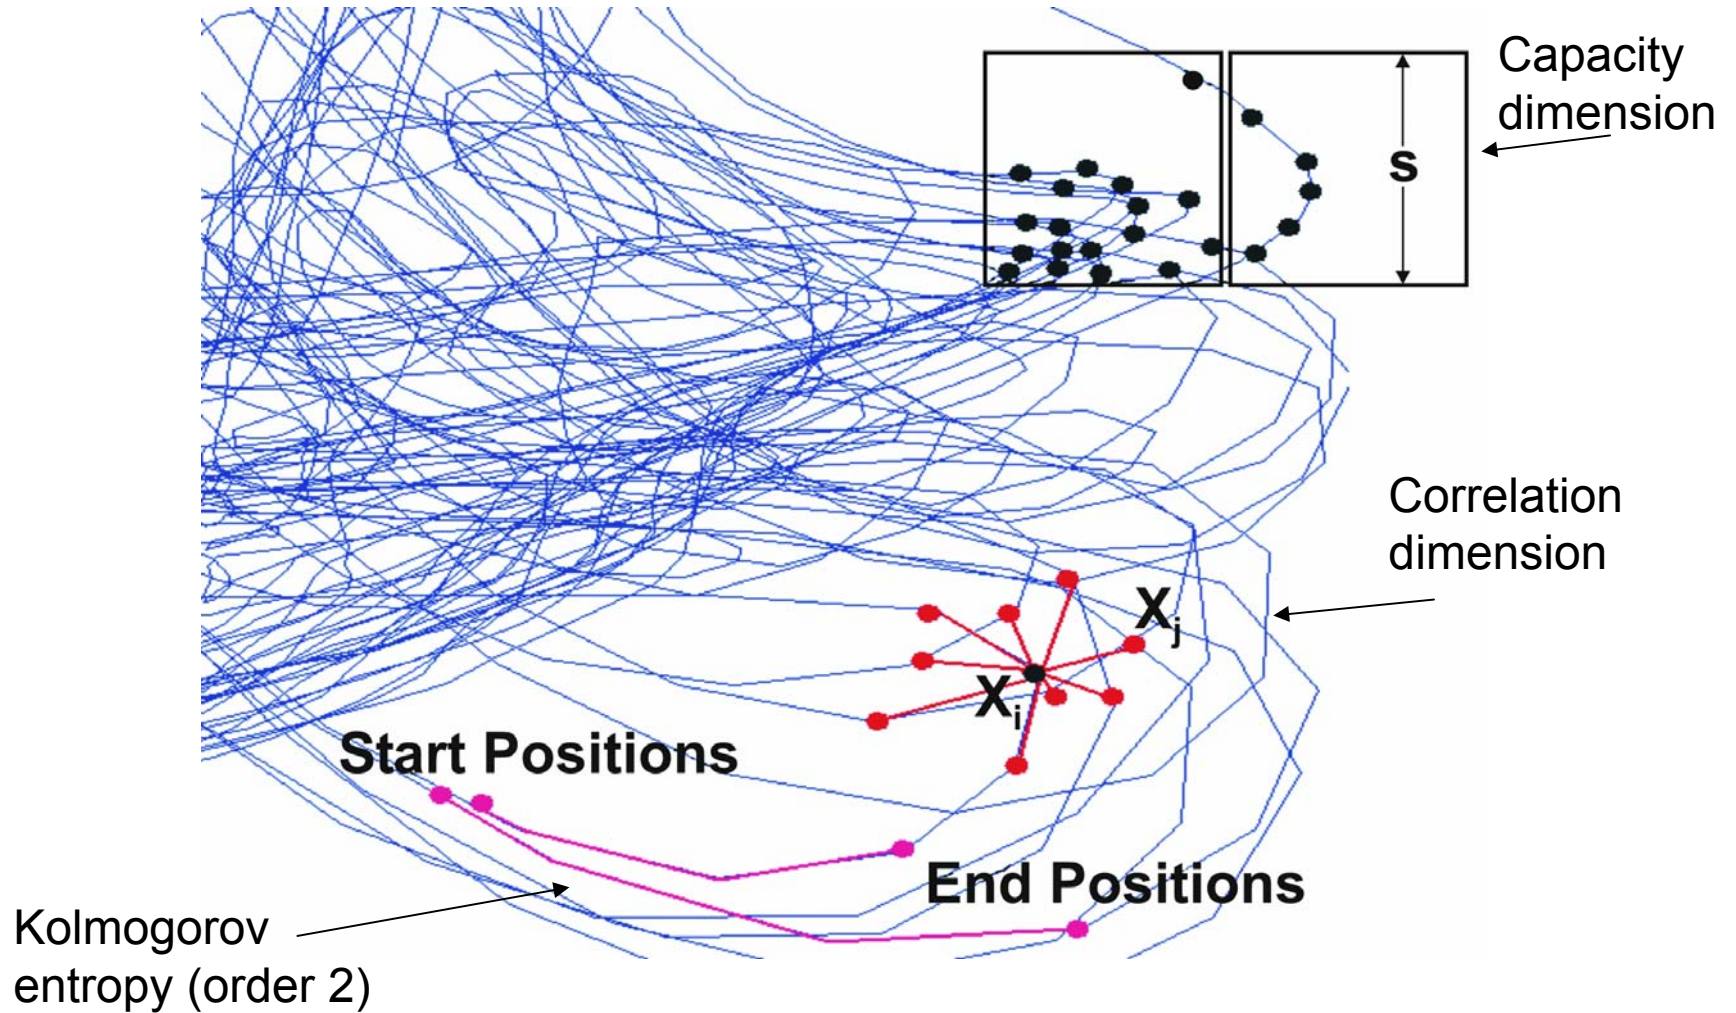 Capacity
dimension
s
Correlation
dimension
Xj
Xi
Start Positions
End Positions
Kolmogorov
entropy (order 2)